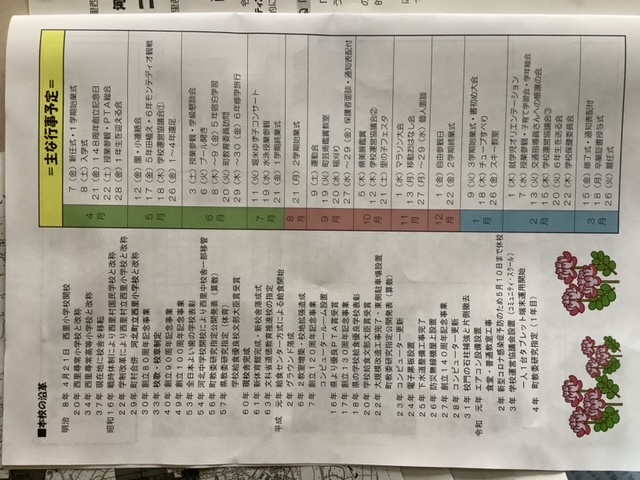 ■本校の沿革
明治 8年 4月21日 西里小学校開校
20年 西里尋常小学校と改称
34年 西里尋常高等小学校と改称
37年 現在地に校舎を移転
昭和16年 戦時体制により西里村国民学校と改称
22年 学制改革により西里村立西里小学校と改称
29年 町村合併 河北町立西里小学校と改称
30年 創立80周年記念事業
33年 校歌・校章制定
40年 創立90周年記念事業
49年 創立100周年記念事業
53年 全日本よい歯の学校表彰
54年 河北中学校開校により西里中校舎一部移管
56年 町教委研究指定公開発表(算数)
57年 県教委研究指定(体育)
学校給食優良校文部大臣賞受賞
60年 現校舎完成
61年 新体育館完成・新校舎落成式
63年 文科省道徳教育推進校の指定
平成 元年 給食センター方式による給食開始
2年 グラウンド落成
6年 2教室増築・校地拡張造成
7年 創立120周年記念事業
コンピュータルーム設置
16年 県より優良PTA賞受賞
17年 創立130周年記念事業
18年 県の学校給食優良学校表彰
20年 文科省の学校給食優良賞受賞
22年 大規模改造工事完了・東側駐車場設置
町教委研究指定公開発表(算数)
23年 コンピューター更新
24年 電子黒板設置
25年 下水道整備工事完了
26年 防災無線機屋上設置
27年 創立140周年記念事業
28年 コンピューター更新
31年 校門の石柱補強と片側撤去
令和 元年 エアコン設備設置
食堂・普通教室工事
2年 新型コロナ感染症予防のため5月10日まで休校
3年 学校運営協議会設置(コミュニティ・スクール)
一人1台タブレット端末運用開始
4年 町教委研究指定(1年目)
=主な行事予定=
4月
7(金)新任式・1学期始業式
8(土)入学式
21(金)148周年創立記念日
22(土)授業参観・PTA総会
28(金)1年生を迎える会
5月
12(金)園・小連絡会
17(金)5年田植え・6年モンテディオ観戦
18(木)学校運営協議会①
26(金)1~4年遠足
6月
3(土)授業参観・学級懇談会
6(火)プール開き
8(木)~9(金)5年宿泊学習
20(火)町教育委員訪問
29(木)~30(金)6年修学旅行
7月
11(火)堀米ゆず子コンサート
19(水)水泳授業参観
21(金)1学期終業式
8月
21(月)2学期始業式
9月
9(土)運動会
19(火)町芸術鑑賞教室
20(水)稲刈り
27(水)~29(金)保護者面談・通知表配付
10月
5(木)県美展鑑賞
12(木)学校運営協議会②
21(土)里の子フェスタ
11月
1(水)マラソン大会
13(月)移動おはなし会
27(月)~29(水)個人面談
12月
1(金)自由参観日
22(金)2学期終業式
1月
9(火)3学期始業式・書初め大会
18(木)チューブすべり
26(金)スキー教室
2月
1(木)就学児オリエンテーション
7(水)授業参観・子育て学習会・学年総会
13(火)交通指導員さんへの感謝の会
15(木)学校運営協議会③
20(火)6年生を送る会
22(木)学校保健委員会
3月
15(金)修了式・通知表配付
18(月)卒業証書授与式
26(火)離任式